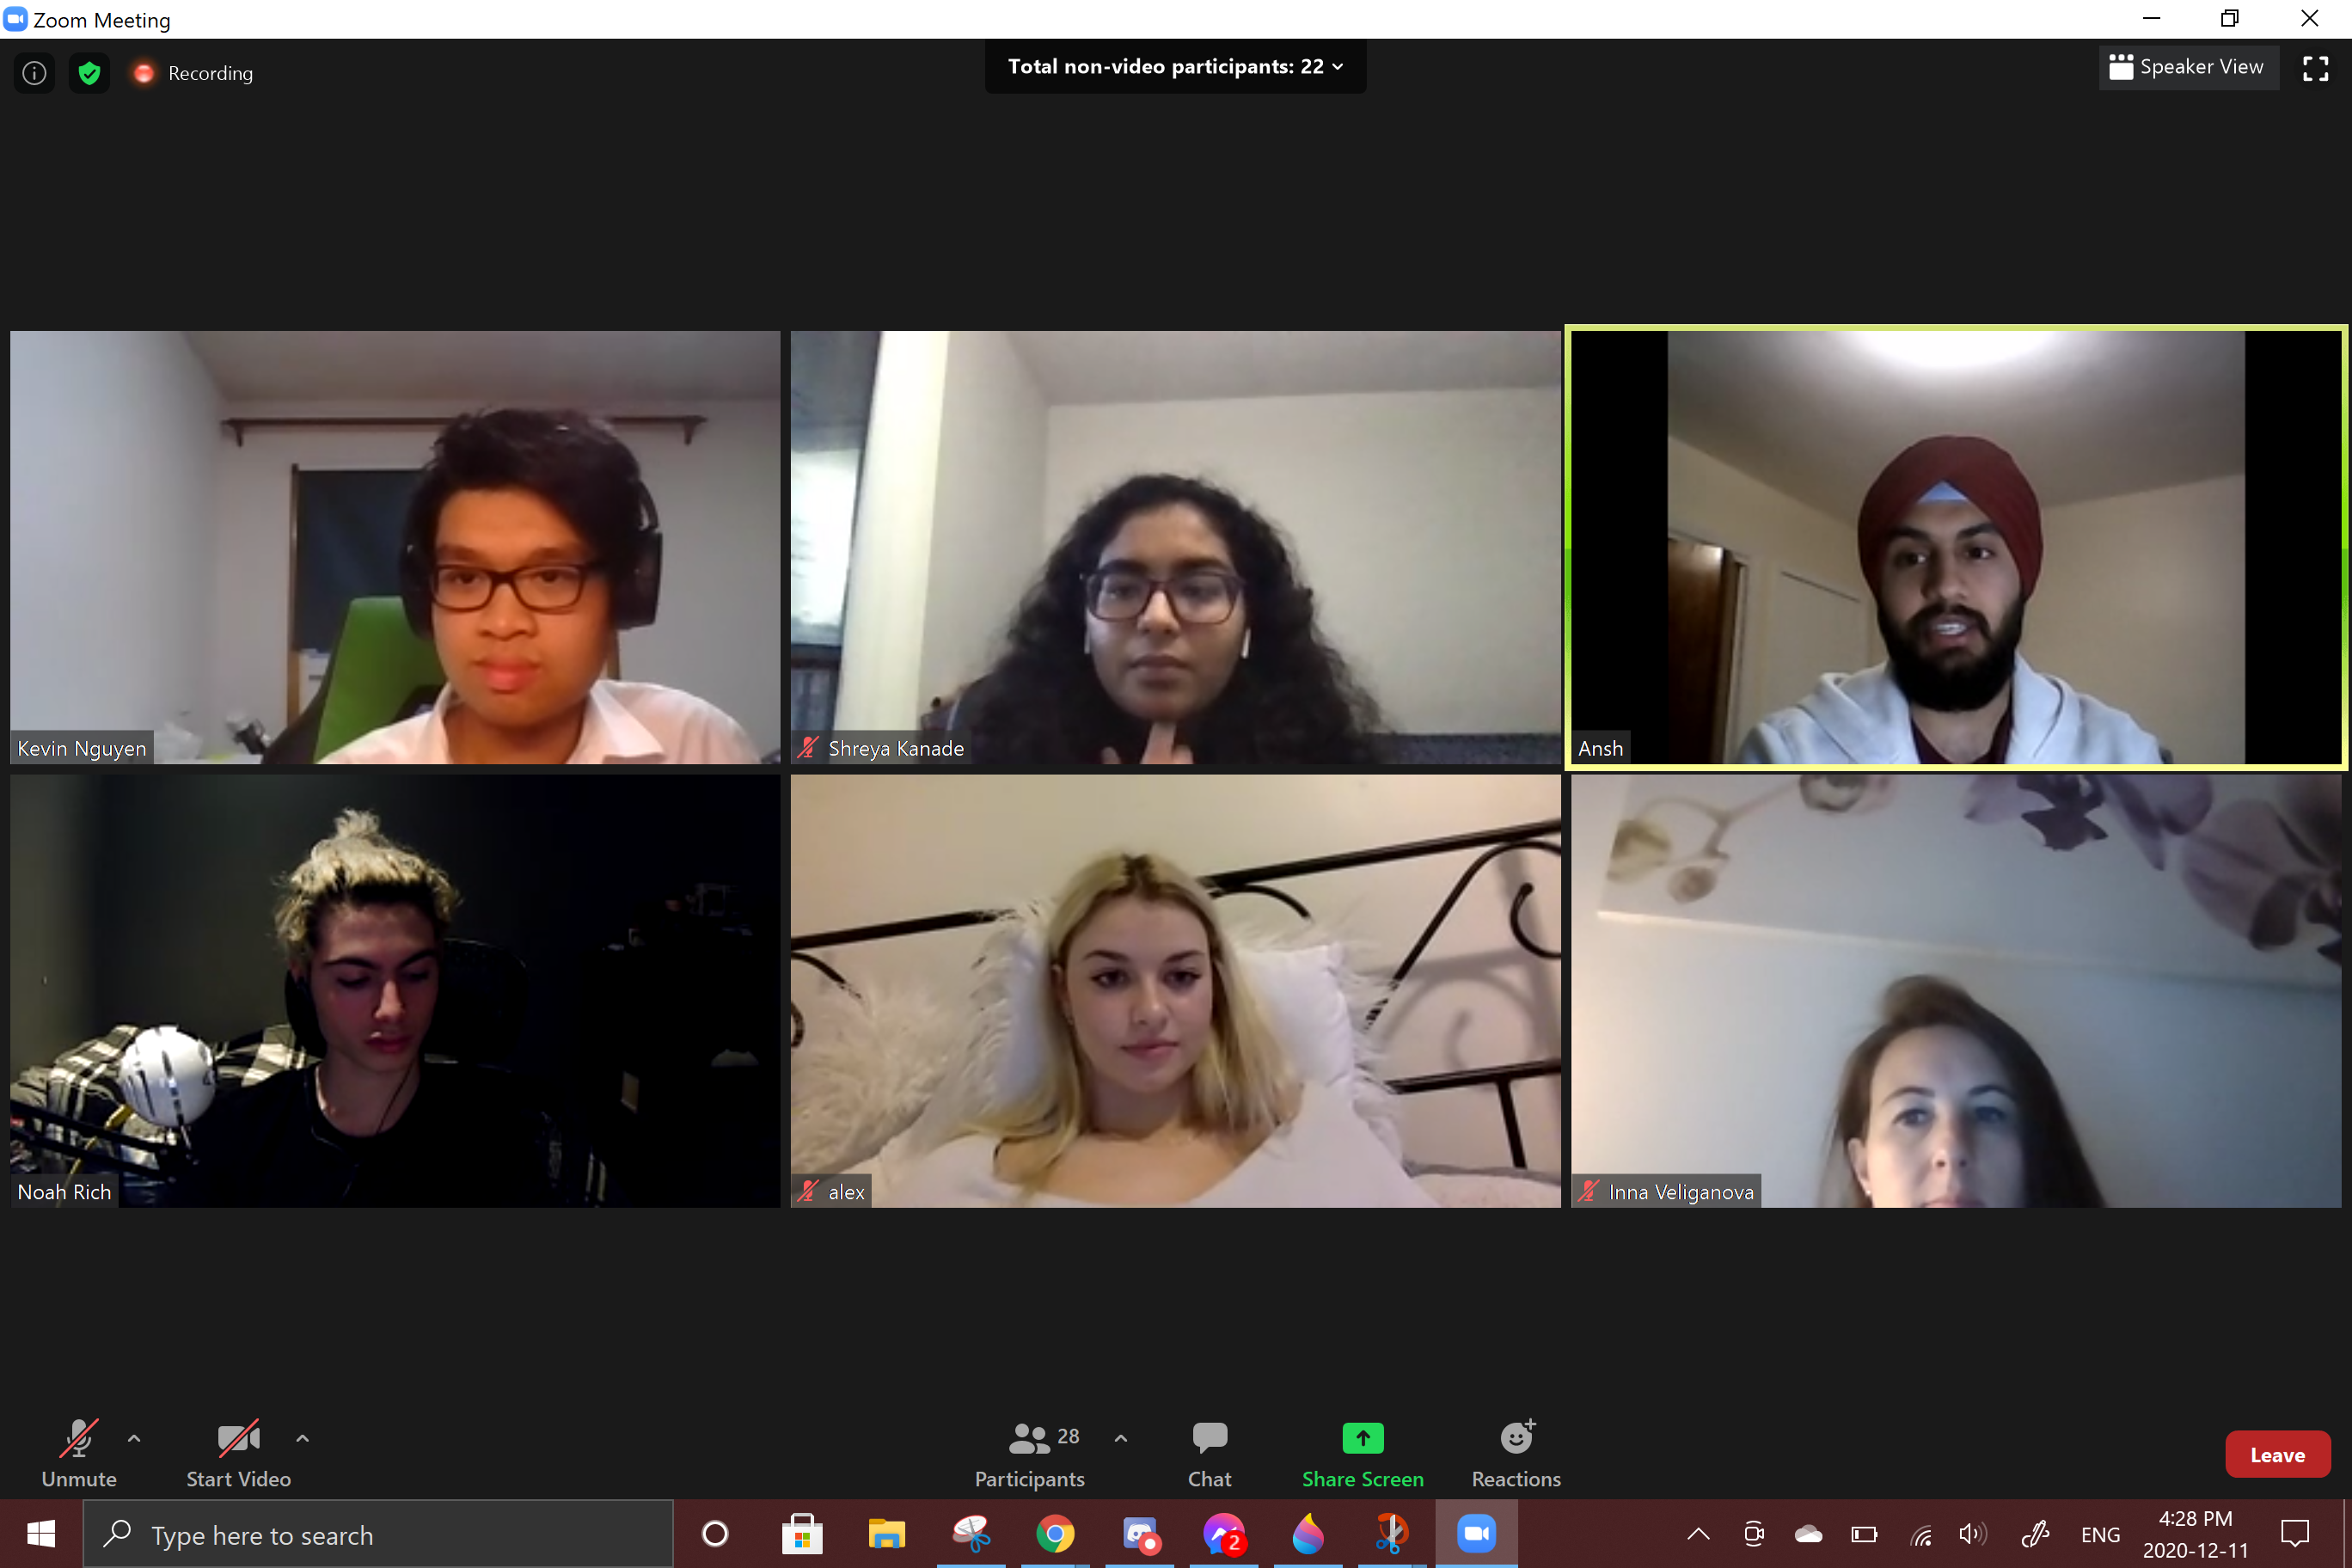 Zoom Meeting
Recording
Total non-video participants: 22
Speaker View
Kevin Nguyen
Shreya Kanade
Ansh
Noah Rich
alex
Inna Veliganova
Unmute
Start Video
28
Participants
Chat
Share Screen
Reactions
Leave
Type here to search
2
ENG
4:28 PM
2020-12-11